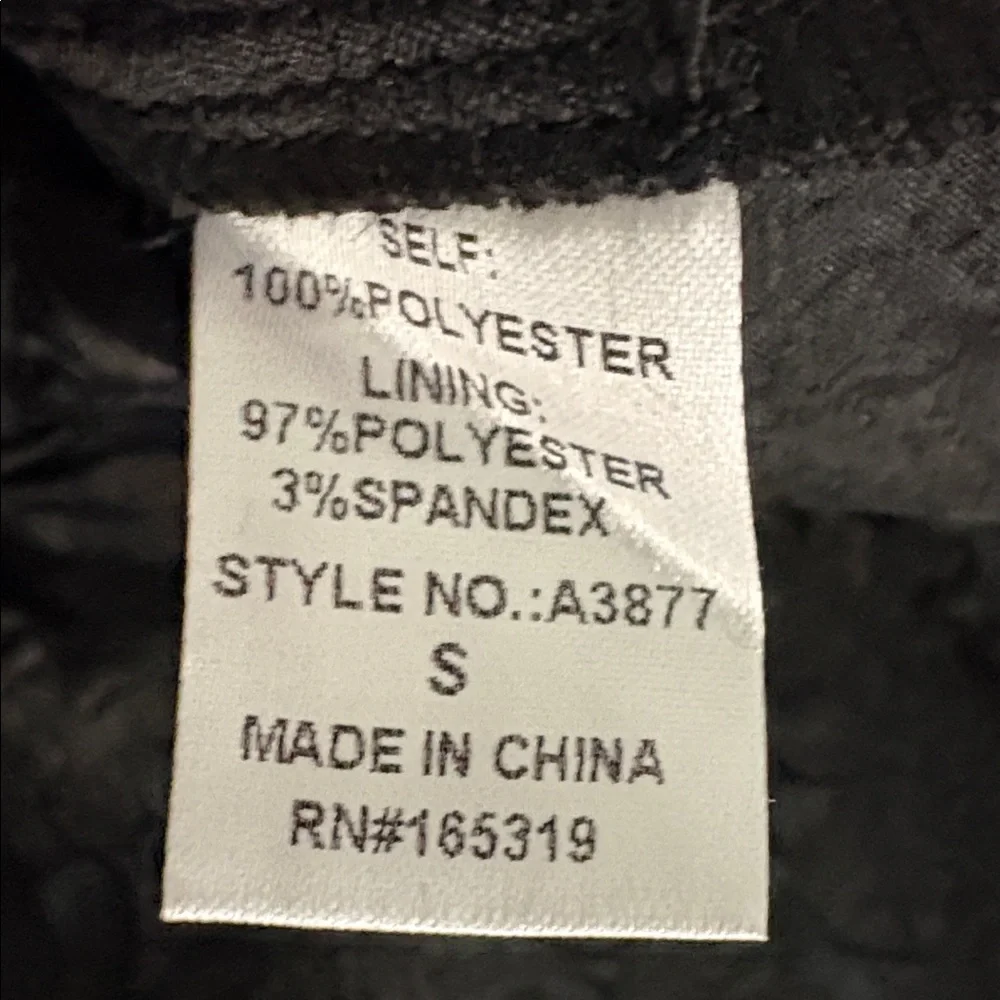 SELF:
100%POLYESTER
LINING:
97%POLYESTER
3%SPANDEX
STYLE NO.:A3877
S
MADE IN CHINA
RN#165319